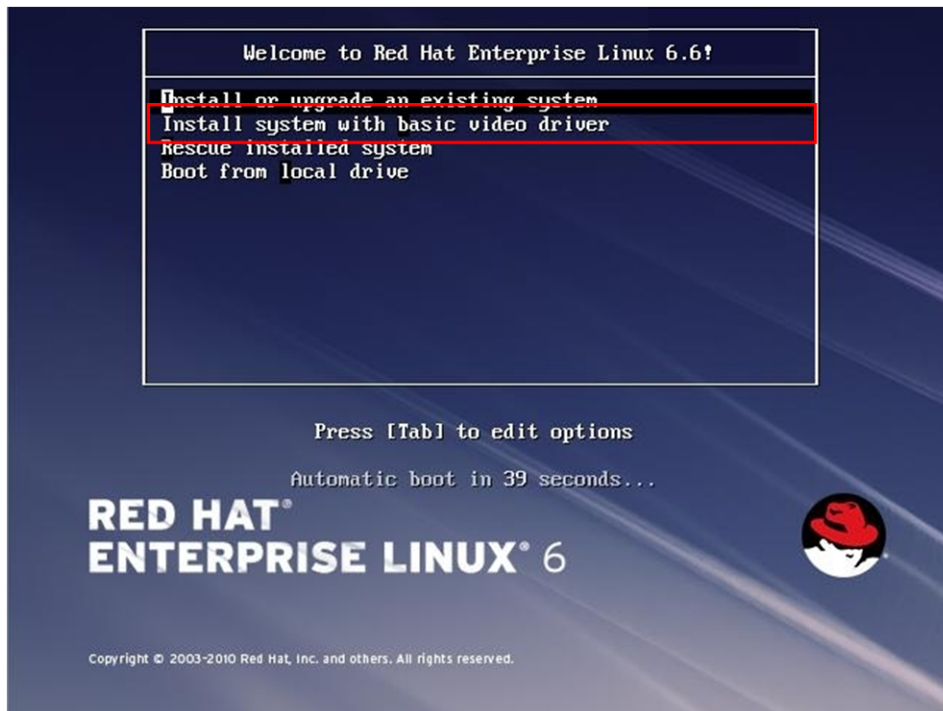 Welcome to Red Hat Enterprise Linux 6.6!
Install or upgrade an existing system
Install system with basic video driver
Rescue installed system
Boot from local drive
Press [Tab] to edit options
Automatic boot in 39 seconds...
RED HAT®
ENTERPRISE LINUX® 6
Copyright © 2003-2010 Red Hat, Inc. and others. All rights reserved.